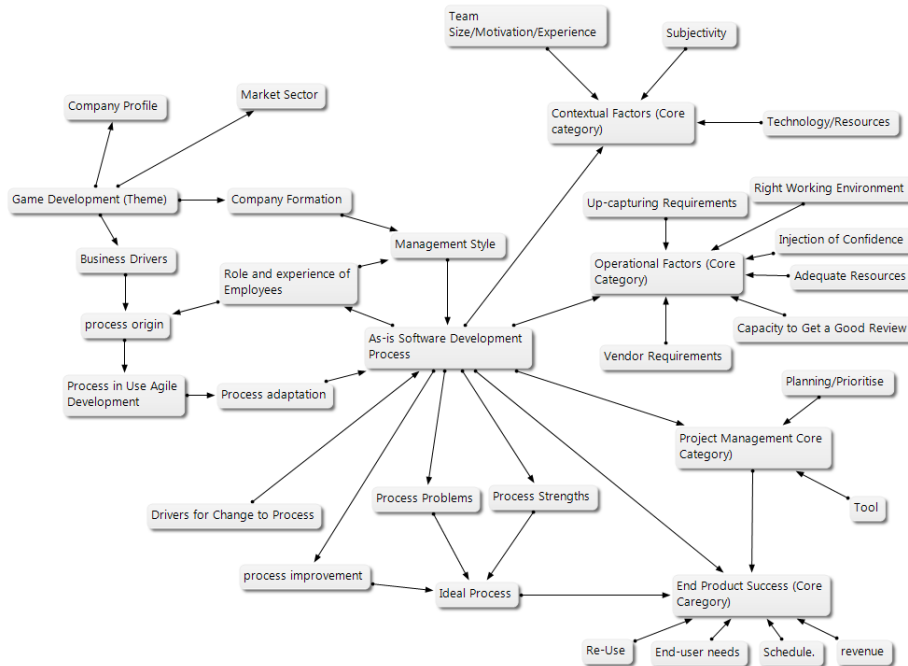 Team
Size/Motivation/Experience
Subjectivity
Market Sector
Company Profile
Contextual Factors (Core
category)
Technology/Resources
Game Development (Theme)
Company Formation
Right Working Environment
Up-capturing Requirements
Management Style
Injection of Confidence
Business Drivers
Role and experience of
Employees
Operational Factors (Core
Category)
Adequate Resources
process origin
As-is Software Development
Process
Capacity to Get a Good Review
Vendor Requirements
Process in Use Agile
Development
Process adaptation
Planning/Prioritise
Project Management Core
Category)
Process Problems
Process Strengths
Drivers for Change to Process
Tool
process improvement
Ideal Process
End Product Success (Core
Caregory)
Re-Use
End-user needs
Schedule.
revenue